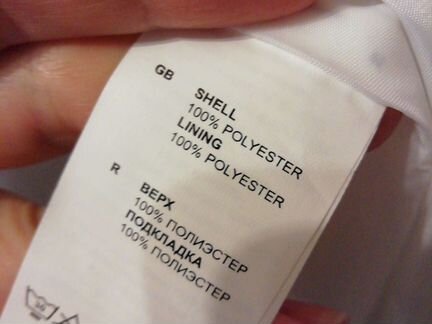 GB
SHELL
100% POLYESTER
LINING
100% POLYESTER
R
ВЕРХ
100% ПОЛИЭСТЕР
ПОДКЛАДКА
100% ПОЛИЭСТЕР